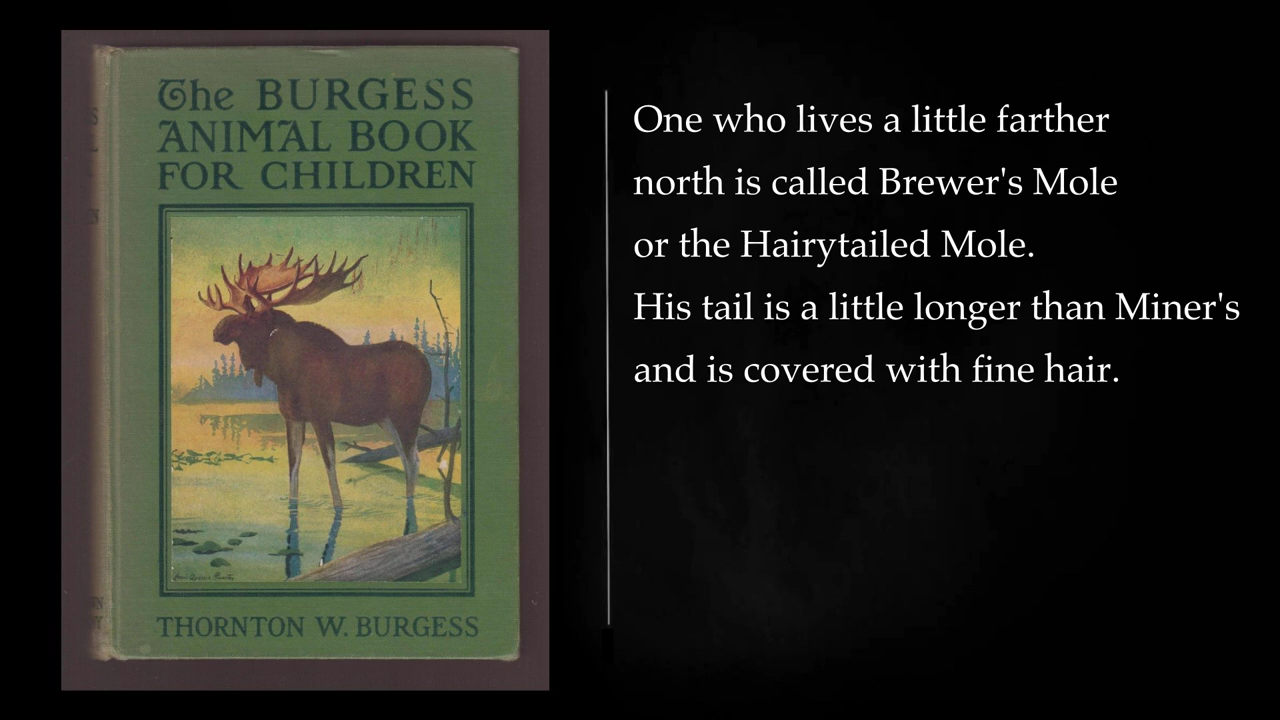 The BURGESS
ANIMAL BOOK
FOR CHILDREN
THORNTON W. BURGESS
One who lives a little farther
north is called Brewer's Mole
or the Hairytailed Mole.
His tail is a little longer than Miner's
and is covered with fine hair.